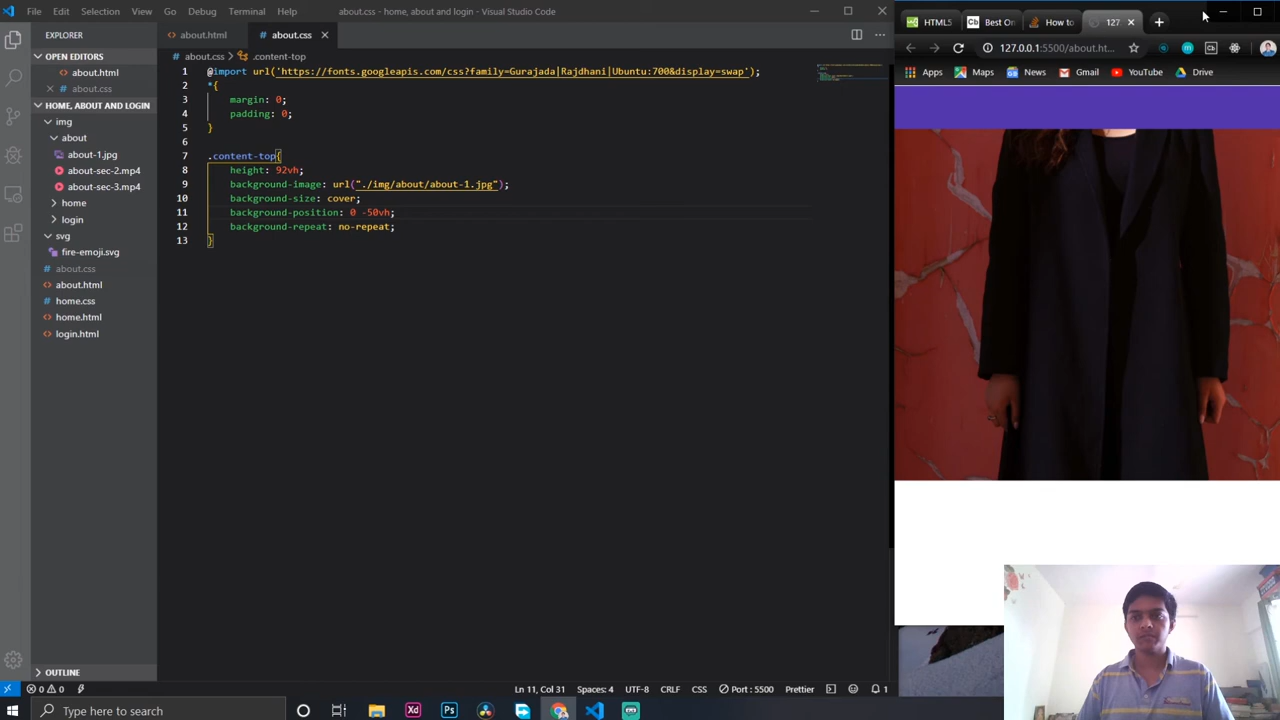 File Edit Selection View Go Debug Terminal Help
about.css - home, about and login - Visual Studio Code
EXPLORER
OPEN EDITORS
about.html
about.css
HOME, ABOUT AND LOGIN
img
about
about-1.jpg
about-sec-2.mp4
about-sec-3.mp4
home
login
svg
fire-emoji.svg
about.css
about.html
home.css
home.html
login.html
OUTLINE
about.html
about.css
about.css > .content-top
1 @import url('https://fonts.googleapis.com/css?family=Gurajada|Rajdhani|Ubuntu:700&display=swap');
2 *{
3 margin: 0;
4 padding: 0;
5 }
6
7 .content-top{
8 height: 92vh;
9 background-image: url("./img/about/about-1.jpg");
10 background-size: cover;
11 background-position: 0 -50vh;
12 background-repeat: no-repeat;
13 }
HTML5
Cb Best On
How to
127
127.0.0.1:5500/about.ht...
Apps Maps News Gmail YouTube Drive
0 0
Ln 11, Col 31 Spaces: 4 UTF-8 CRLF CSS Port : 5500 Prettier 1
Type here to search
Xd Ps